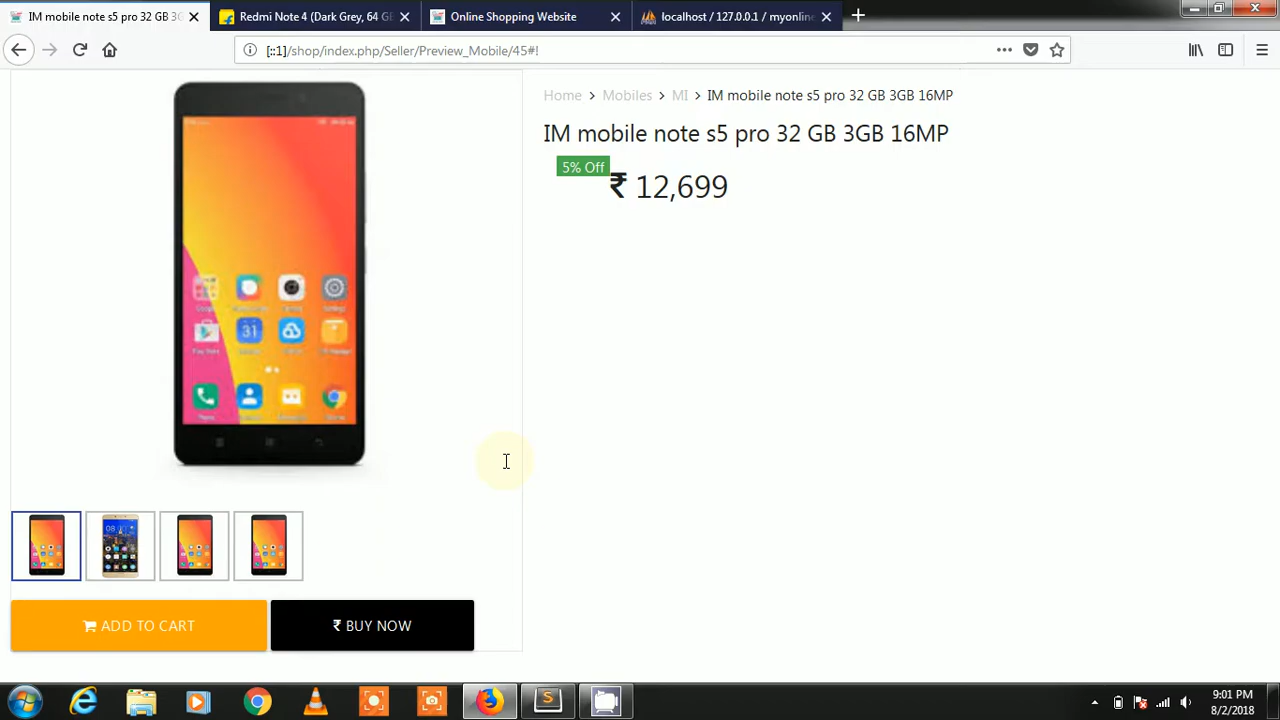 IM mobile note s5 pro 32 GB 3G
Redmi Note 4 (Dark Grey, 64 G
Online Shopping Website
localhost / 127.0.0.1 / myonlin
[::1]/shop/index.php/Seller/Preview_Mobile/45#!
Home > Mobiles > MI > IM mobile note s5 pro 32 GB 3GB 16MP
IM mobile note s5 pro 32 GB 3GB 16MP
5% Off
₹ 12,699
ADD TO CART
₹ BUY NOW
9:01 PM
8/2/2018